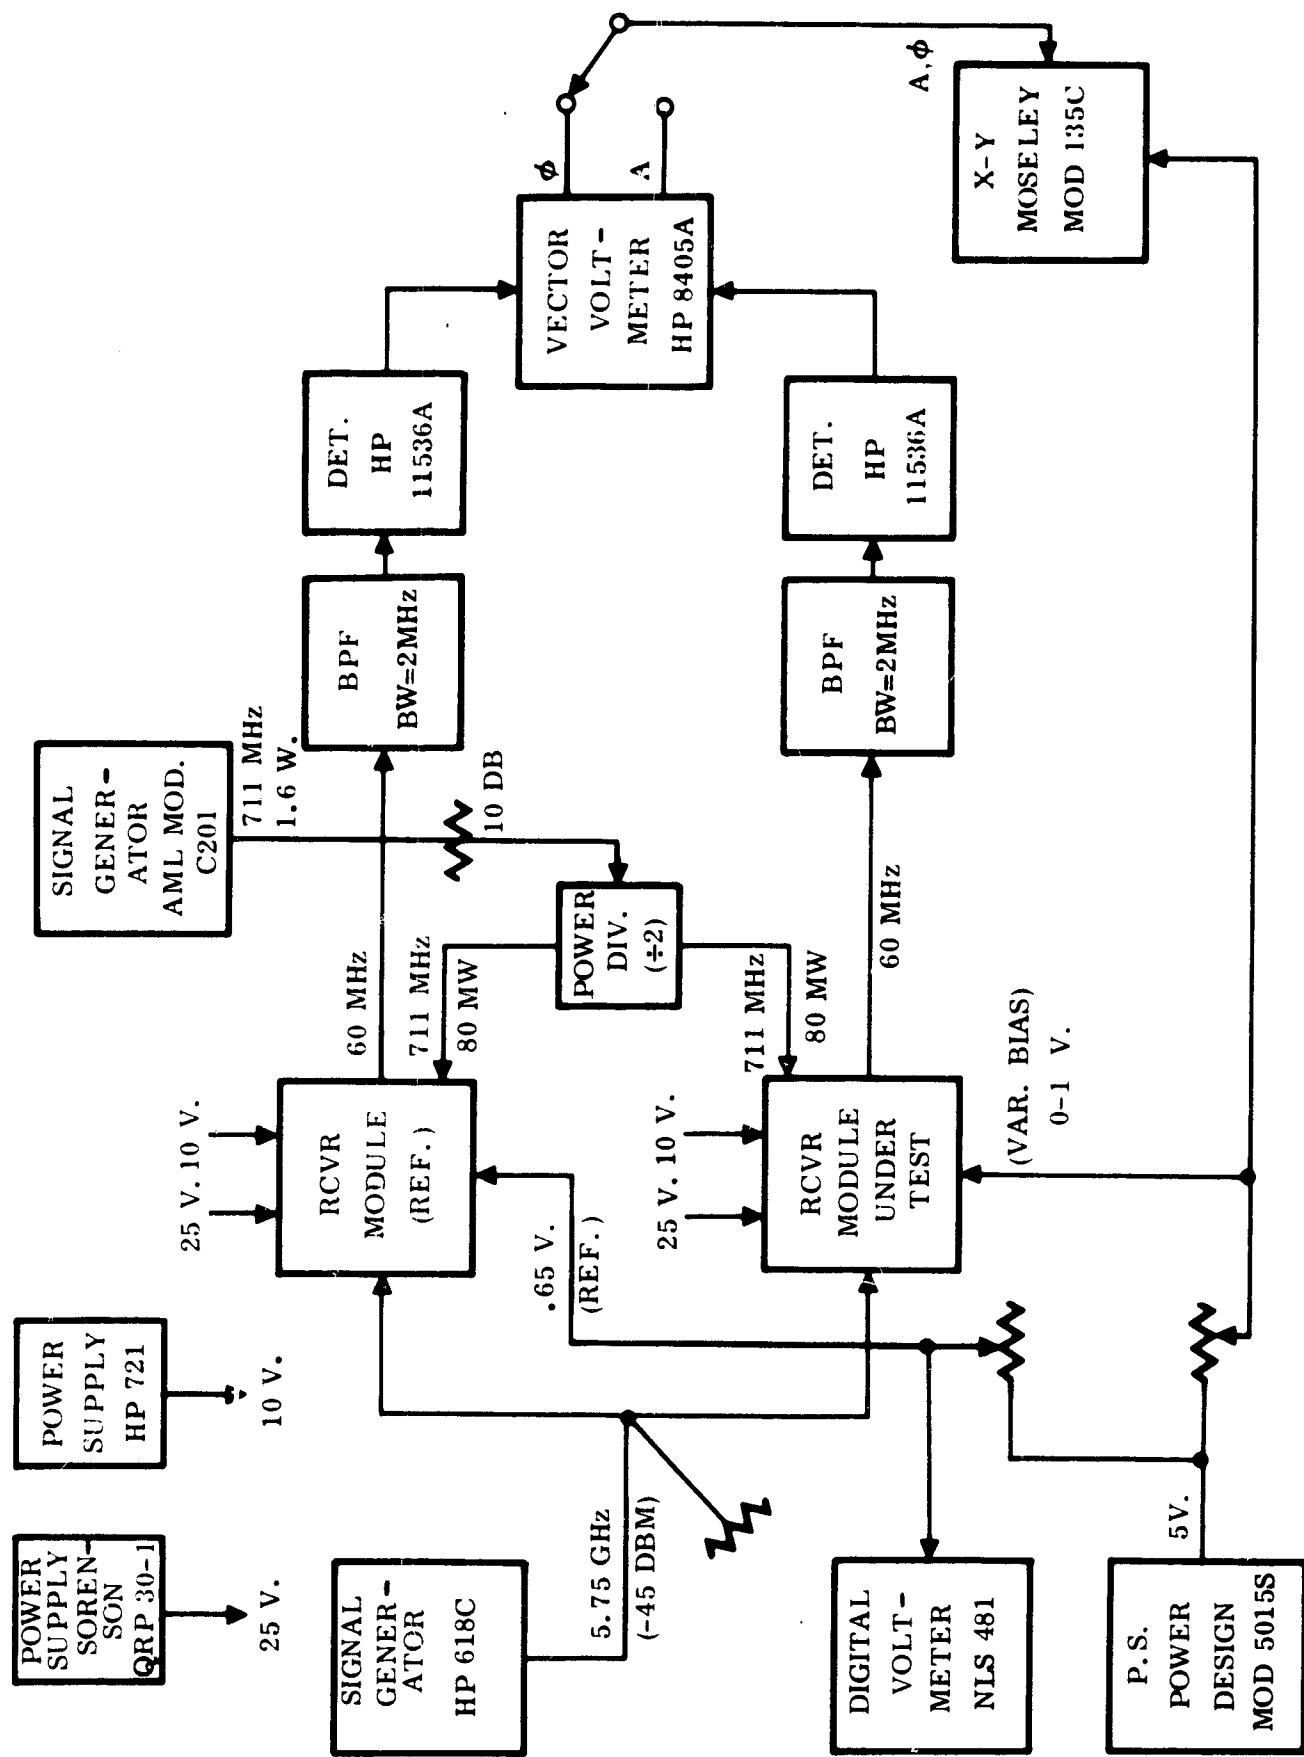 POWER
SUPPLY
SOREN-
SON
QRP 30-1
25 V.
POWER
SUPPLY
HP 721
10 V.
SIGNAL
GENER-
ATOR
AML MOD.
C201
711 MHz
1.6 W.
10 DB
SIGNAL
GENER-
ATOR
HP 618C
5.75 GHz
(-45 DBM)
25 V. 10 V.
RCVR
MODULE
(REF.)
60 MHz
711 MHz
80 MW
BPF
BW=2MHz
DET.
HP
11536A
.65 V.
(REF.)
POWER
DIV.
(÷2)
711 MHz
80 MW
VECTOR
VOLT-
METER
HP 8405A
ϕ
A
25 V. 10 V.
RCVR
MODULE
UNDER
TEST
60 MHz
BPF
BW=2MHz
DET.
HP
11536A
DIGITAL
VOLT-
METER
NLS 481
(VAR. BIAS)
0-1 V.
A,ϕ
X-Y
MOSELEY
MOD 135C
P.S.
POWER
DESIGN
MOD 5015S
5V.